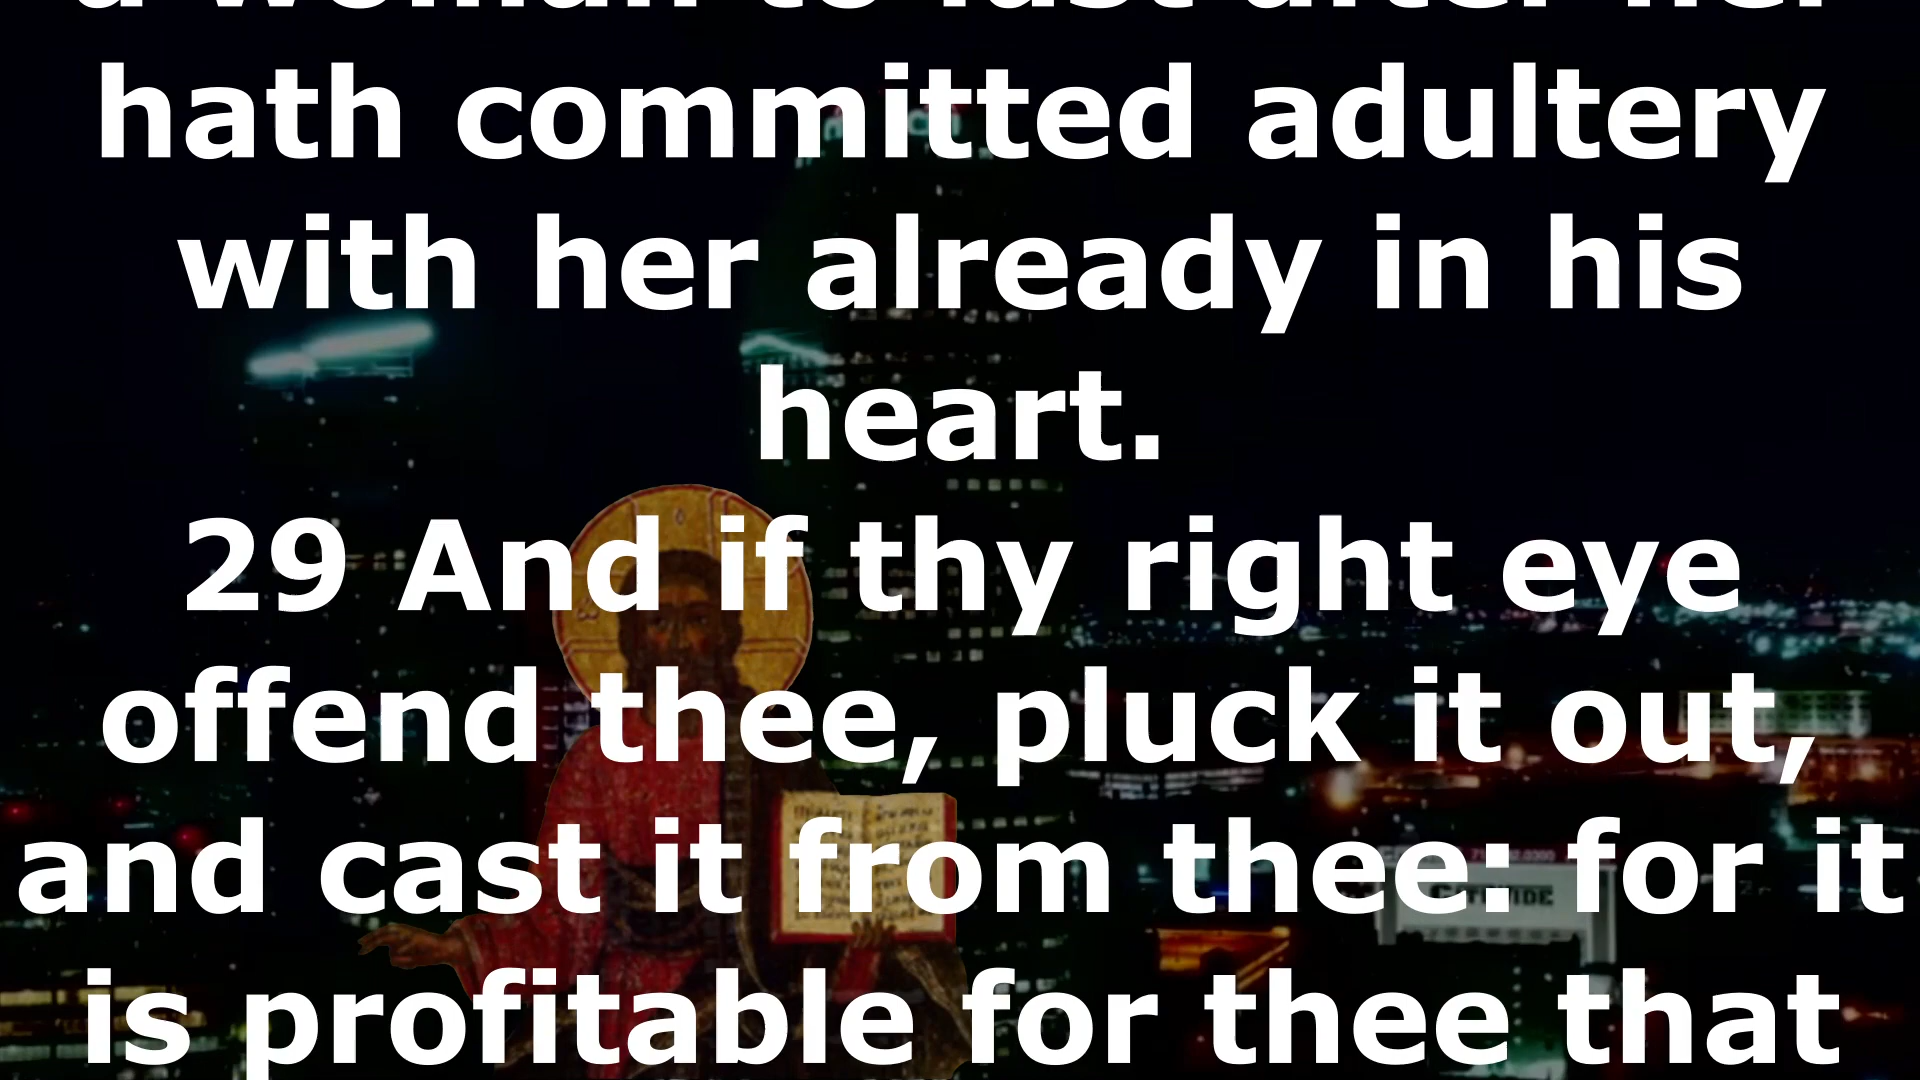 a woman to lust after her
hath committed adultery
with her already in his
heart.
29 And if thy right eye
offend thee, pluck it out,
and cast it from thee: for it
is profitable for thee that